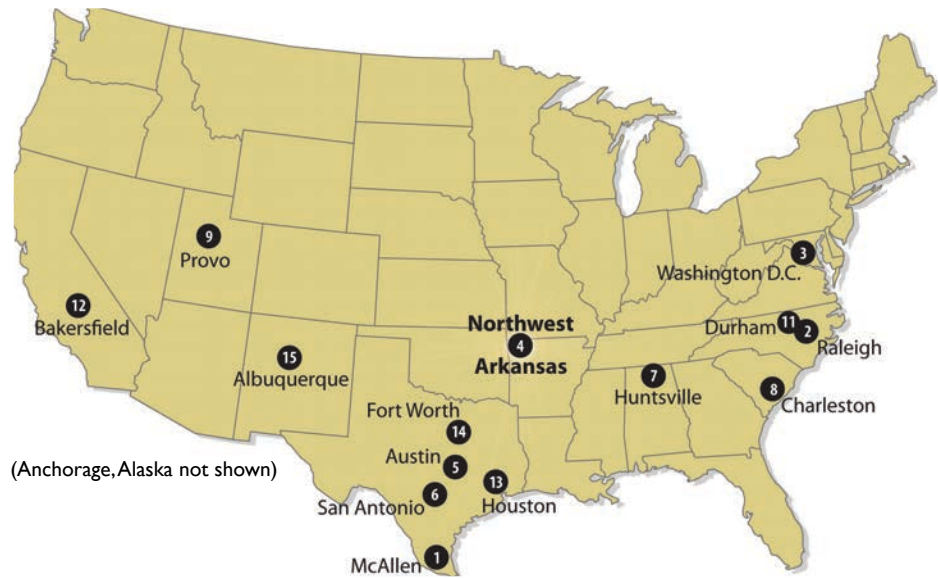 9
Provo
3
Washington D.C.
12
Bakersfield
Northwest
4
Arkansas
Durham 11
2
Raleigh
15
Albuquerque
7
Huntsville
8
Charleston
Fort Worth
14
Austin
5
(Anchorage, Alaska not shown)
13
Houston
6
San Antonio
McAllen 1